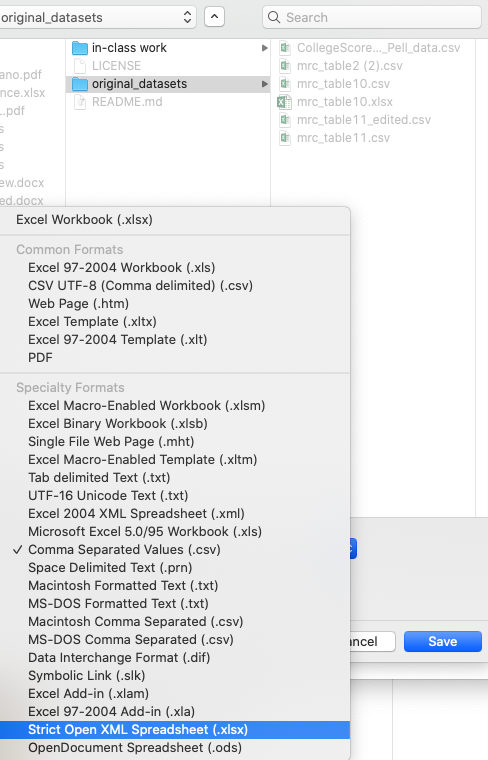 original_datasets
Search
ano.pdf
nce.xlsx
.pdf
s
s
s
ew.docx
ed.docx
in-class work
LICENSE
original_datasets
README.md
CollegeScore..._Pell_data.csv
mrc_table2 (2).csv
mrc_table10.csv
mrc_table10.xlsx
mrc_table11_edited.csv
mrc_table11.csv
Excel Workbook (.xlsx)
Common Formats
Excel 97-2004 Workbook (.xls)
CSV UTF-8 (Comma delimited) (.csv)
Web Page (.htm)
Excel Template (.xltx)
Excel 97-2004 Template (.xlt)
PDF
Specialty Formats
Excel Macro-Enabled Workbook (.xlsm)
Excel Binary Workbook (.xlsb)
Single File Web Page (.mht)
Excel Macro-Enabled Template (.xltm)
Tab delimited Text (.txt)
UTF-16 Unicode Text (.txt)
Excel 2004 XML Spreadsheet (.xml)
Microsoft Excel 5.0/95 Workbook (.xls)
✓ Comma Separated Values (.csv)
Space Delimited Text (.prn)
Macintosh Formatted Text (.txt)
MS-DOS Formatted Text (.txt)
Macintosh Comma Separated (.csv)
MS-DOS Comma Separated (.csv)
Data Interchange Format (.dif)
Symbolic Link (.slk)
Excel Add-in (.xlam)
Excel 97-2004 Add-in (.xla)
Strict Open XML Spreadsheet (.xlsx)
OpenDocument Spreadsheet (.ods)
ancel
Save